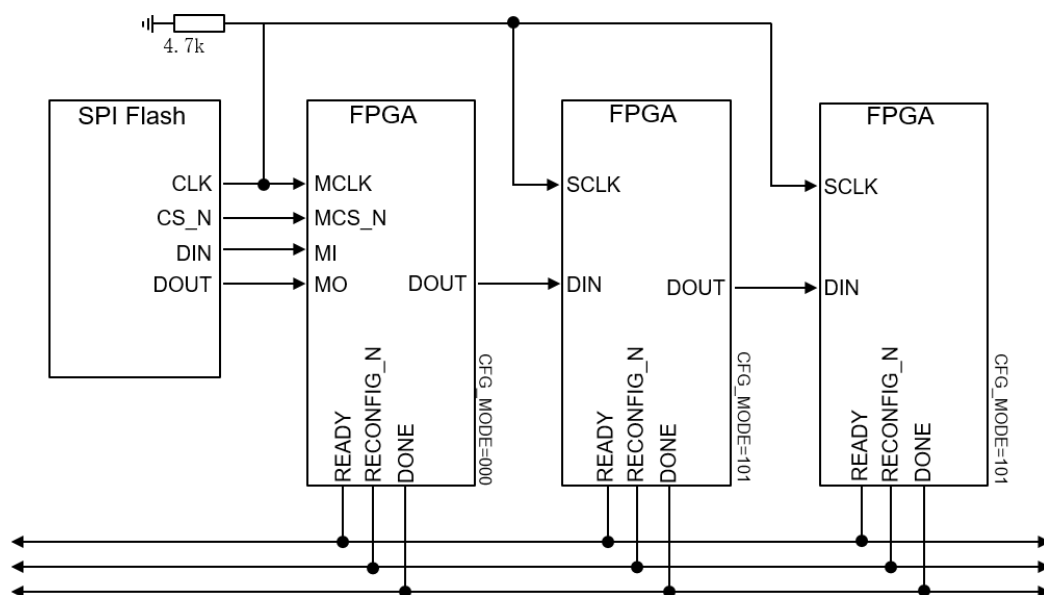 4.7k
SPI Flash
CLK
CS_N
DIN
DOUT
FPGA
MCLK
MCS_N
MI
MO
DOUT
READY
RECONFIG_N
DONE
CFG_MODE=000
FPGA
SCLK
DIN
DOUT
READY
RECONFIG_N
DONE
CFG_MODE=101
FPGA
SCLK
DIN
READY
RECONFIG_N
DONE
CFG_MODE=101